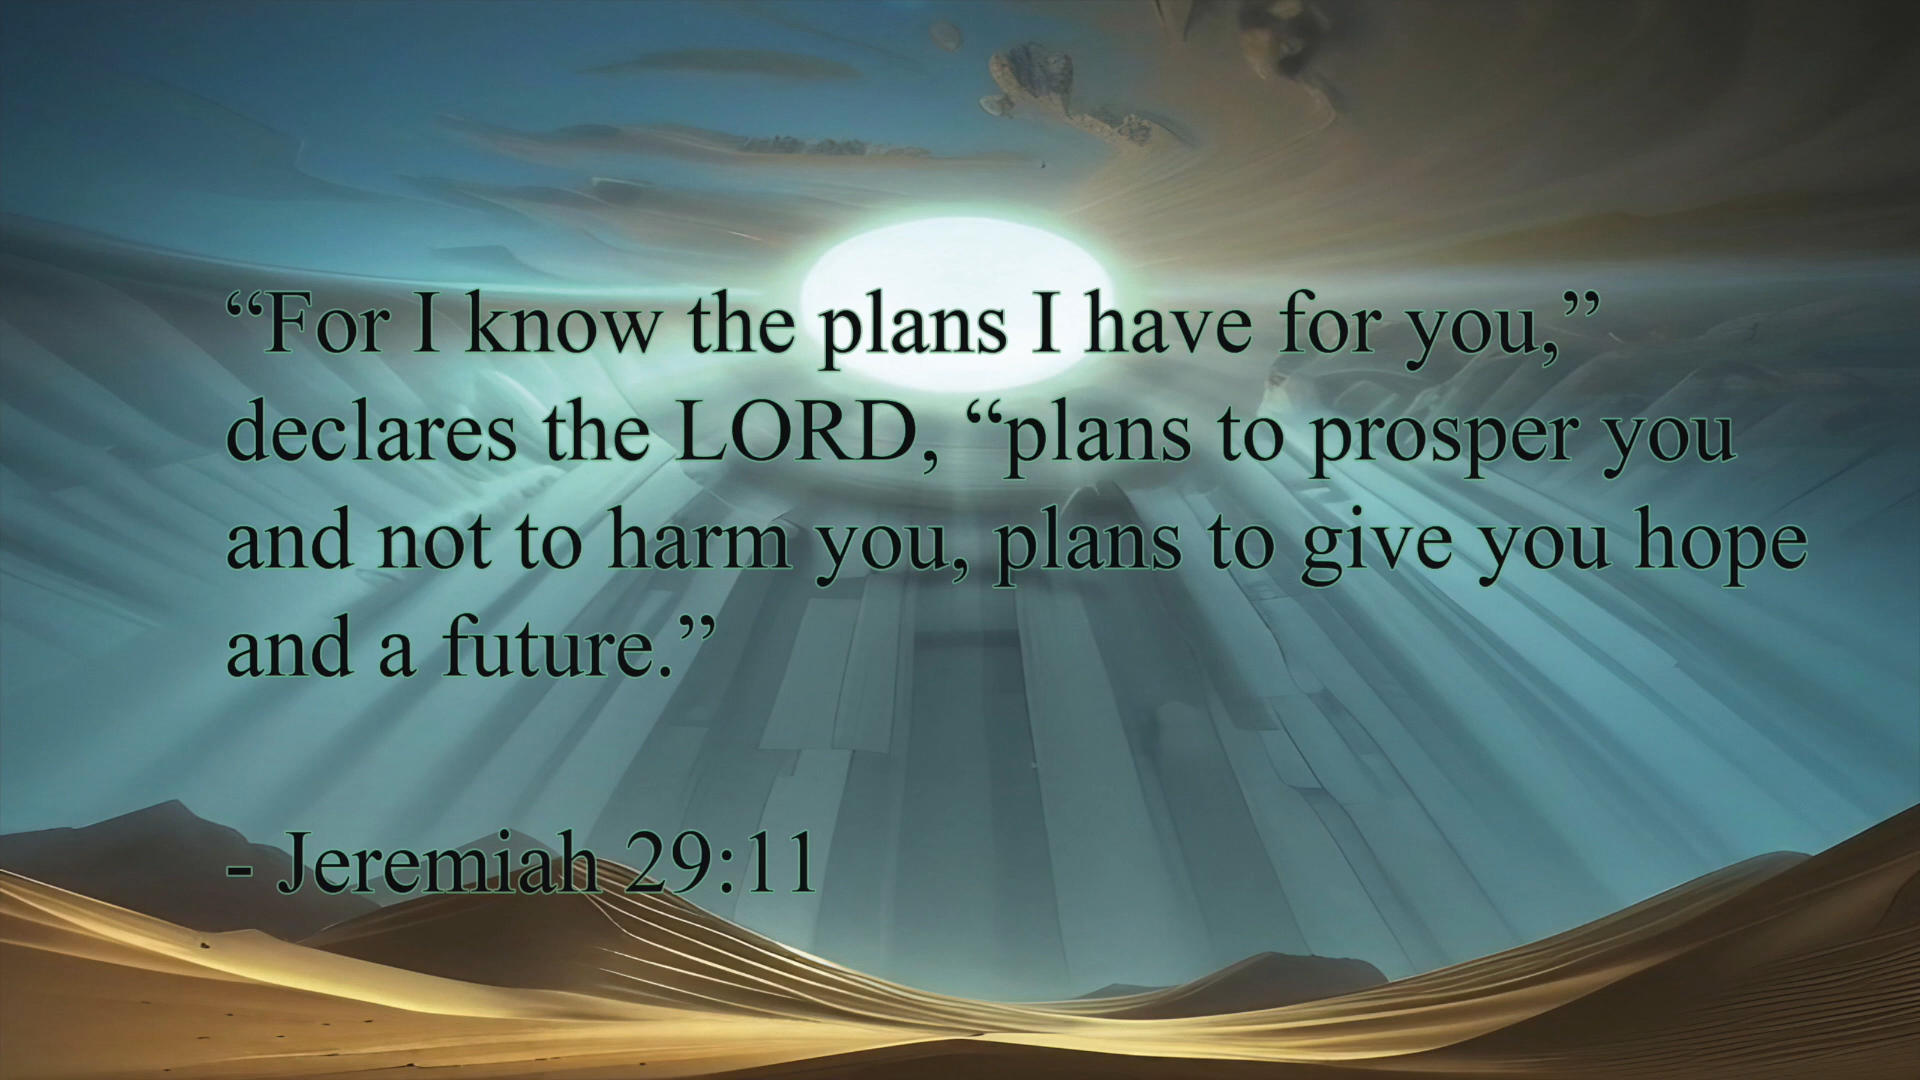 “For I know the plans I have for you,”
declares the LORD, “plans to prosper you
and not to harm you, plans to give you hope
and a future.”
- Jeremiah 29:11